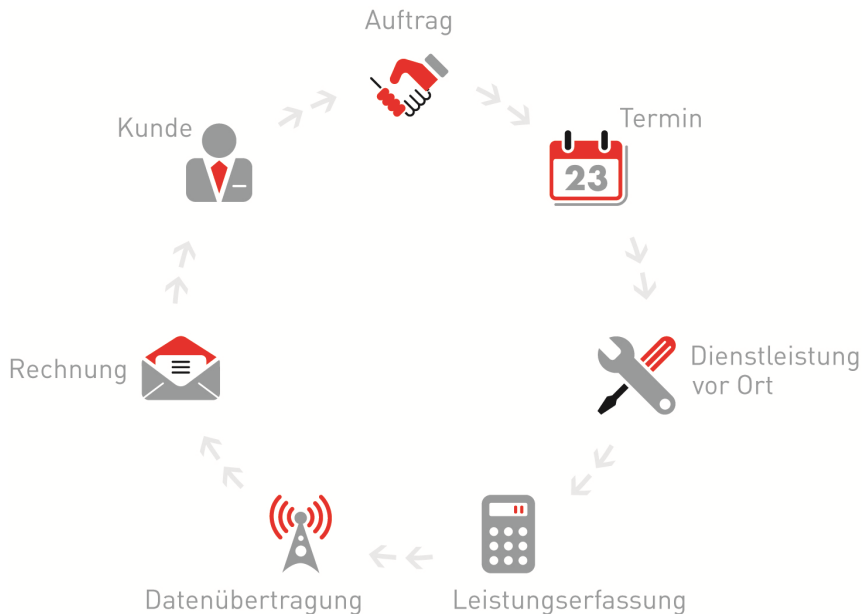 Auftrag
Kunde
Termin
23
Rechnung
Dienstleistung
vor Ort
Datenübertragung
Leistungserfassung